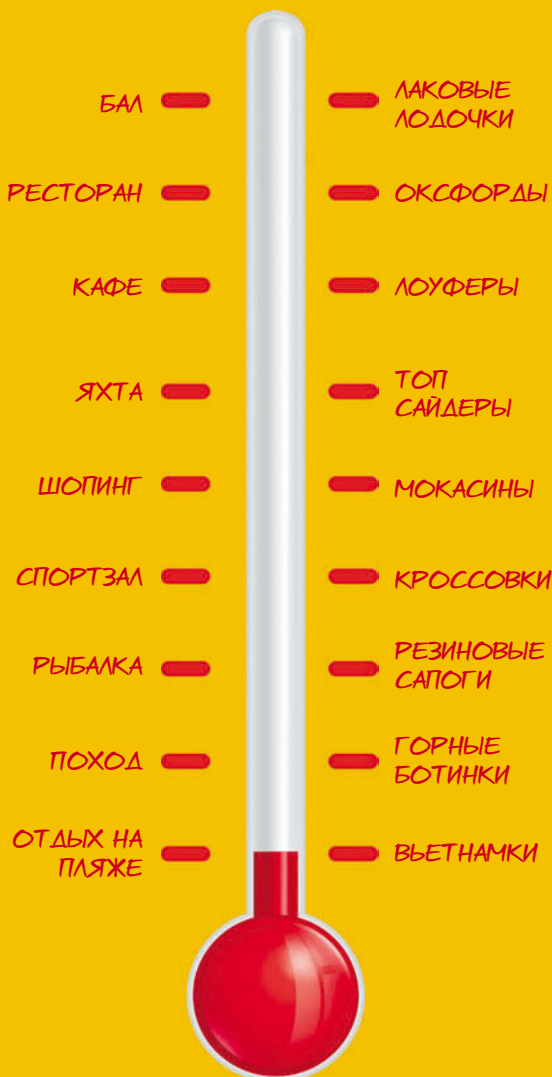 БАЛ
ЛАКОВЫЕ
ЛОДОЧКИ
РЕСТОРАН
ОКСФОРДЫ
КАФЕ
ЛОУФЕРЫ
ЯХТА
ТОП
САЙДЕРЫ
ШОПИНГ
МОКАСИНЫ
СПОРТЗАЛ
КРОССОВКИ
РЫБАЛКА
РЕЗИНОВЫЕ
САПОГИ
ПОХОД
ГОРНЫЕ
БОТИНКИ
ОТДЫХ НА
ПЛЯЖЕ
ВЬЕТНАМКИ